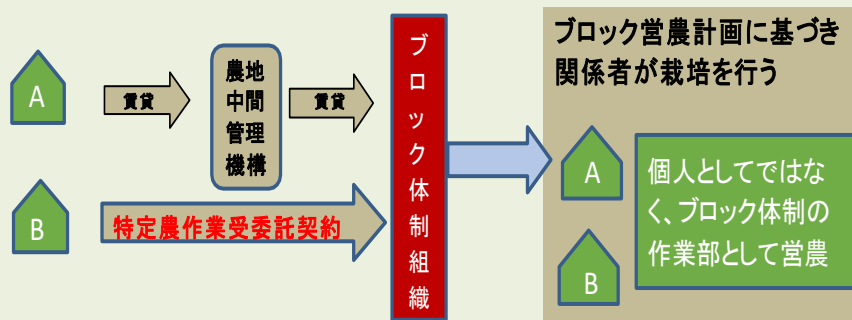 A
賃貸
農地
中間
管理
機構
賃貸
B
特定農作業受委託契約
ブロック体制組織
ブロック営農計画に基づき
関係者が栽培を行う
A
B
個人としてではな
く、ブロック体制の
作業部として営農